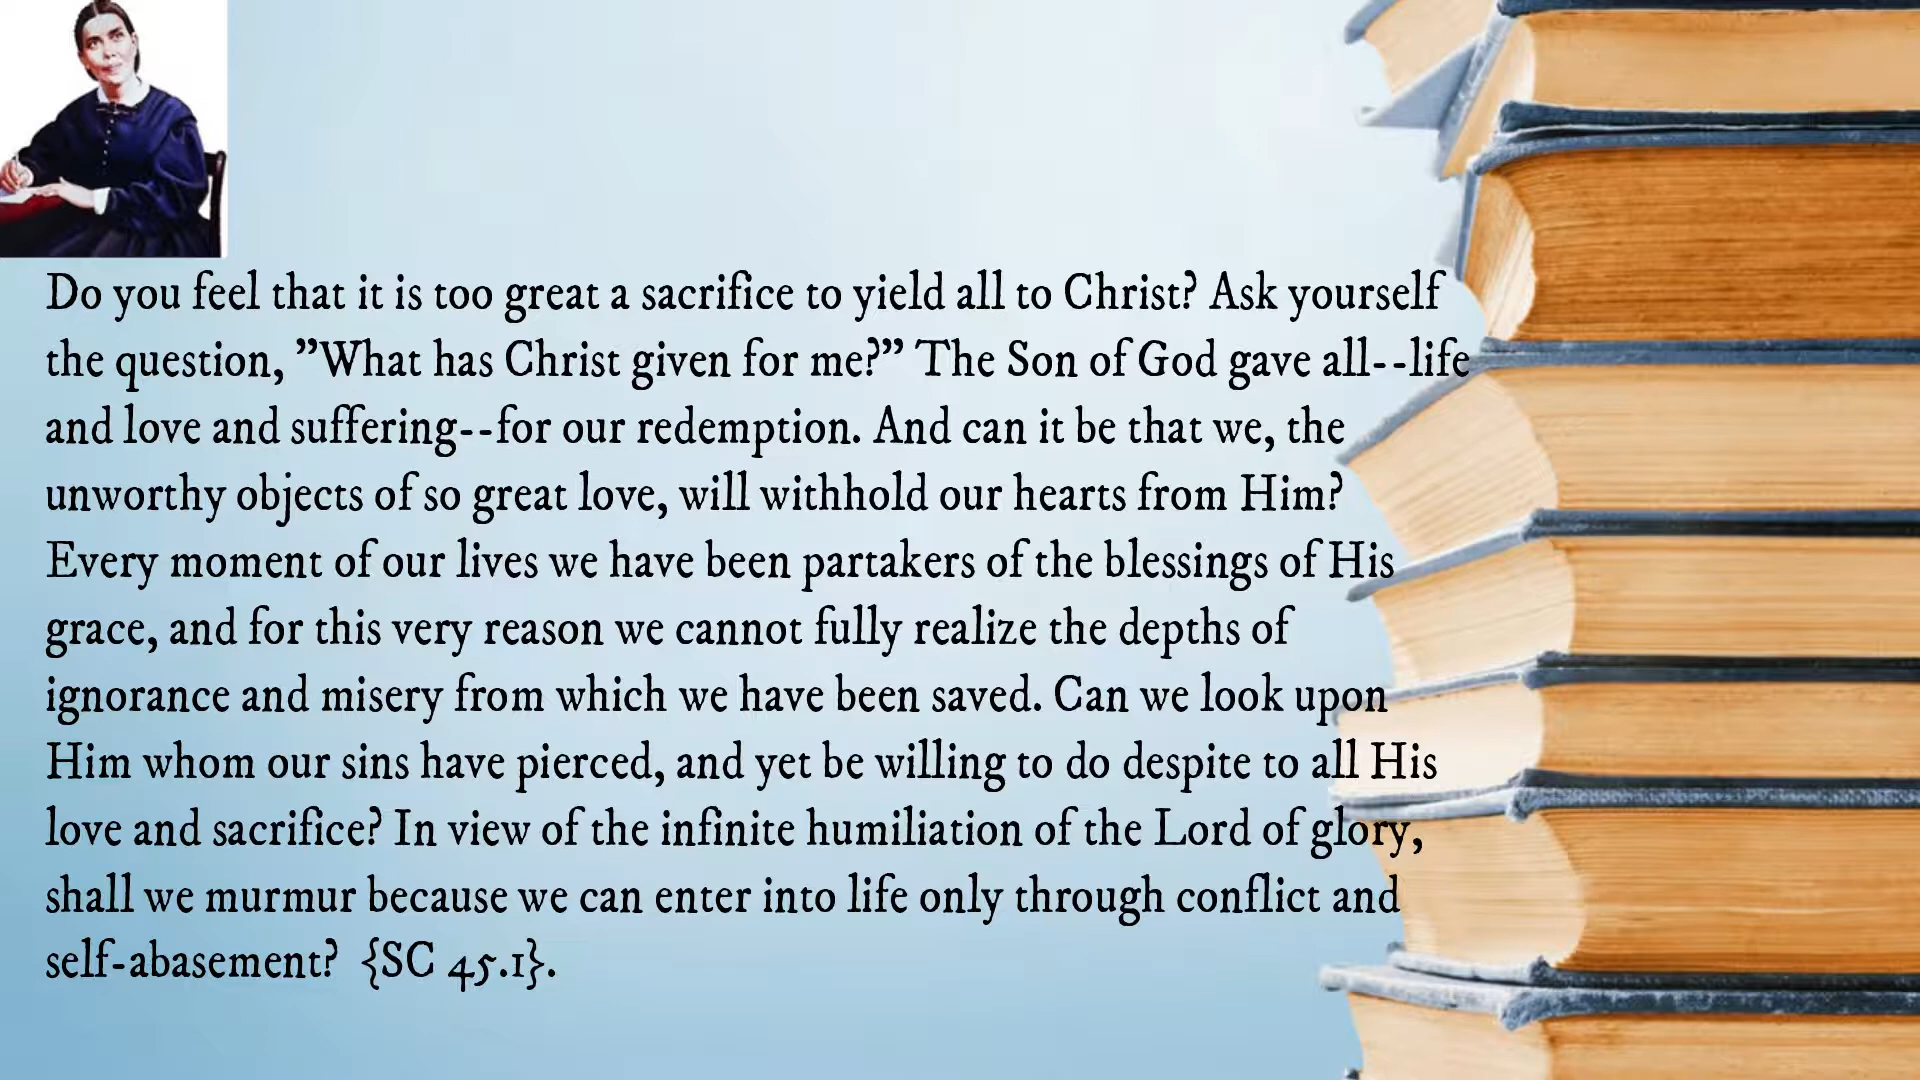 Do you feel that it is too great a sacrifice to yield all to Christ? Ask yourself
the question, ”What has Christ given for me?” The Son of God gave all--life
and love and suffering--for our redemption. And can it be that we, the
unworthy objects of so great love, will withhold our hearts from Him?
Every moment of our lives we have been partakers of the blessings of His
grace, and for this very reason we cannot fully realize the depths of
ignorance and misery from which we have been saved. Can we look upon
Him whom our sins have pierced, and yet be willing to do despite to all His
love and sacrifice? In view of the infinite humiliation of the Lord of glory,
shall we murmur because we can enter into life only through conflict and
self-abasement?  {SC 45.1}.